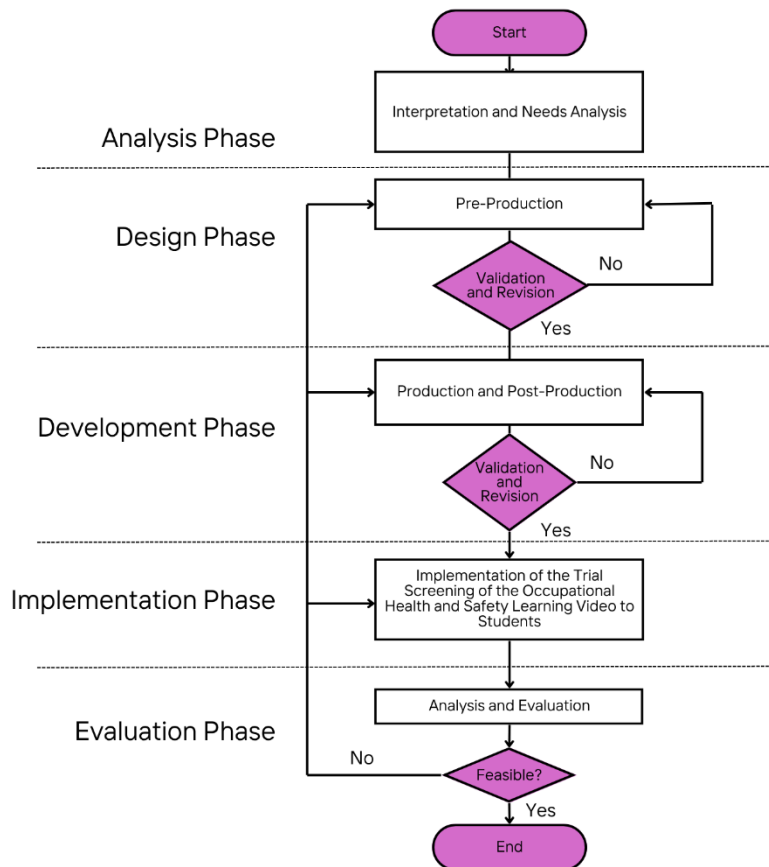 Start
Interpretation and Needs Analysis
Analysis Phase
Pre-Production
Design Phase
Validation
and Revision
No
Yes
Production and Post-Production
Development Phase
Validation
and
Revision
No
Yes
Implementation of the Trial
Screening of the Occupational
Health and Safety Learning Video to
Students
Implementation Phase
Analysis and Evaluation
Evaluation Phase
No
Feasible?
Yes
End